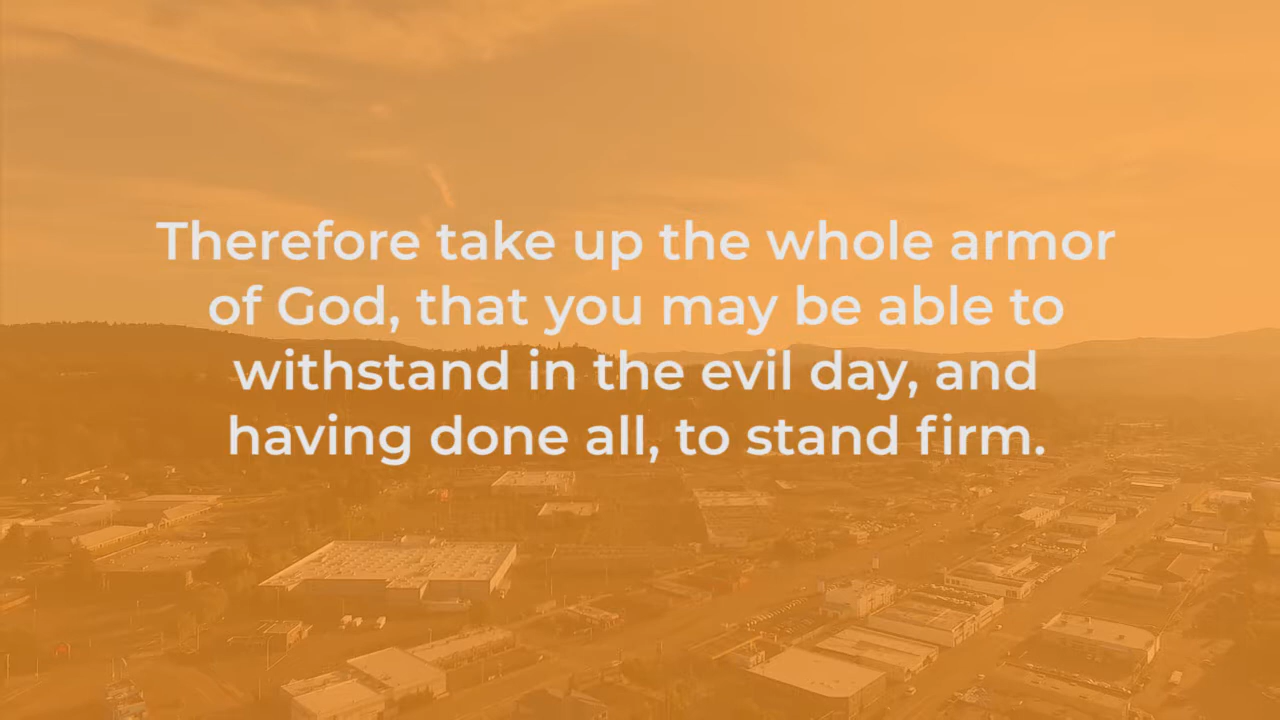 Therefore take up the whole armor
of God, that you may be able to
withstand in the evil day, and
having done all, to stand firm.